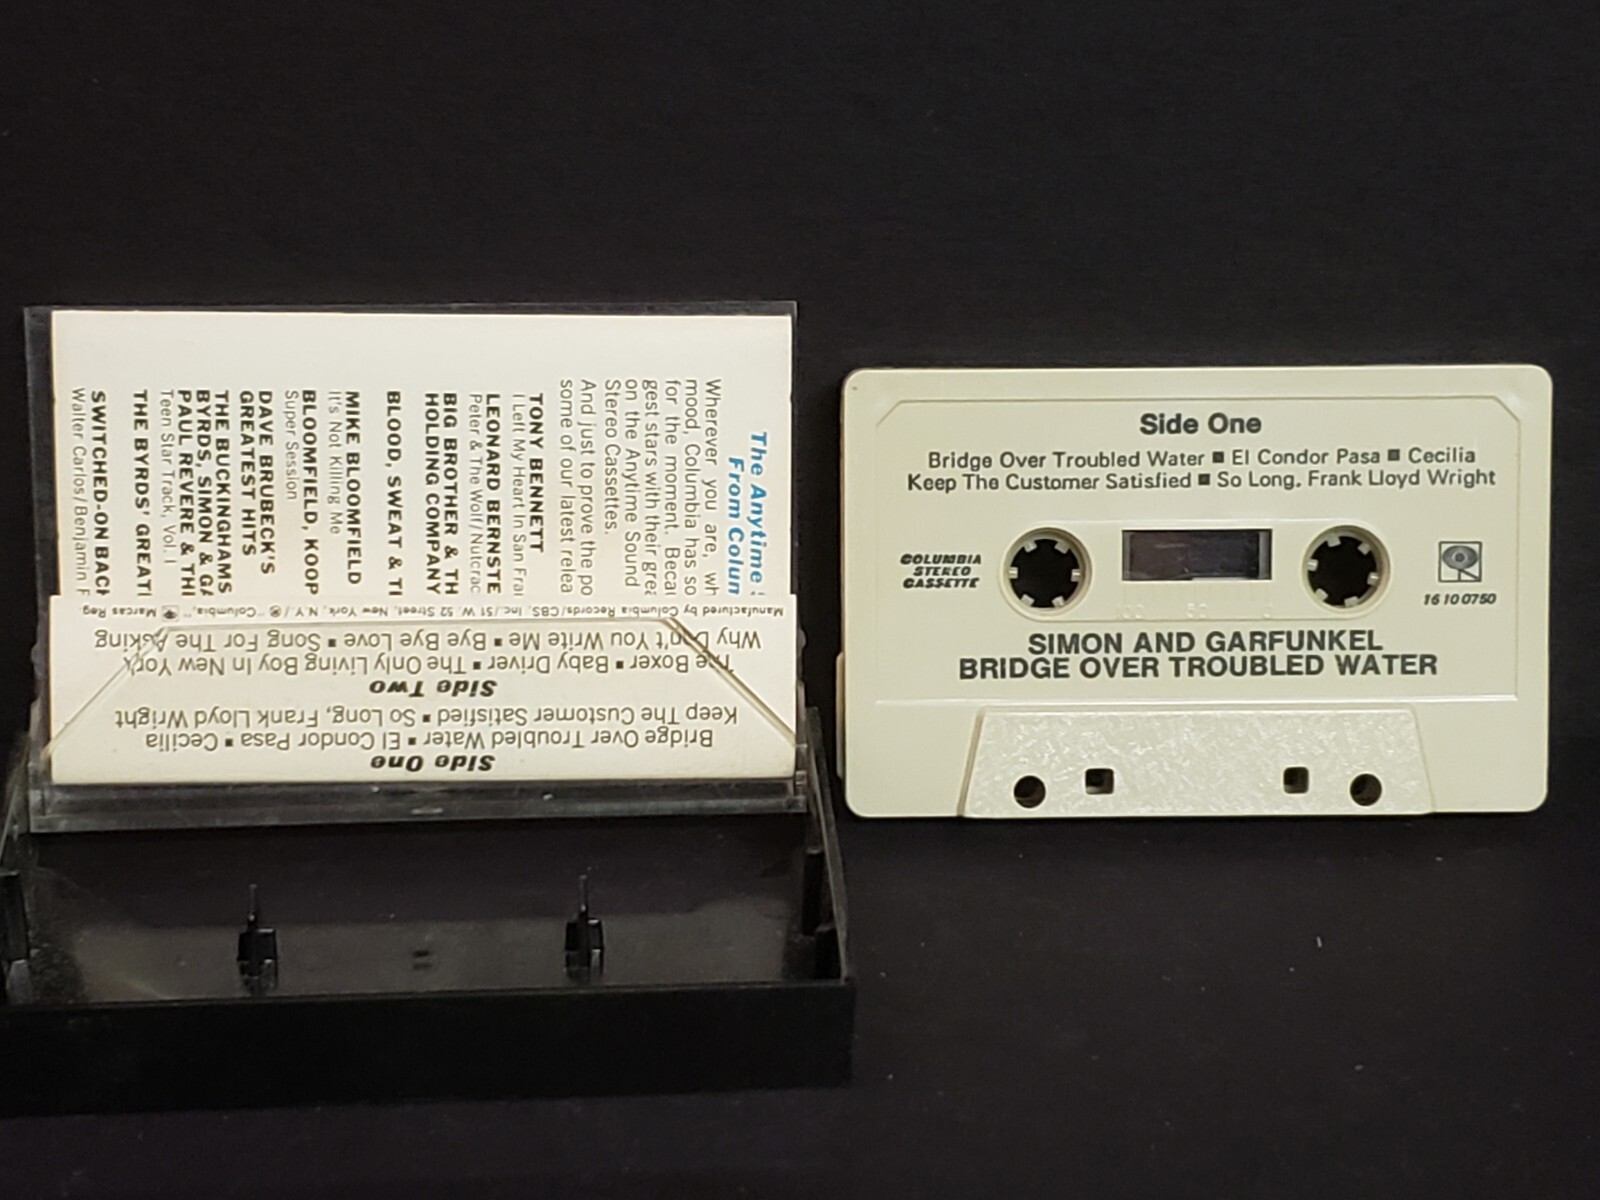 The Anytime
From Colum
Wherever you are, wh
mood, Columbia has so
for the moment. Becau
gest stars with their grea
on the Anytime Sound
Stereo Cassettes.
And just to prove the po
some of our latest relea
TONY BENNETT
I Left My Heart In San Fran
LEONARD BERNSTE
Peter & The Wolf/Nutcrac
BIG BROTHER & TH
HOLDING COMPANY
BLOOD, SWEAT & T
MIKE BLOOMFIELD
It's Not Killing Me
BLOOMFIELD, KOOP
Super Session
DAVE BRUBECK'S
GREATEST HITS
THE BUCKINGHAMS
BYRDS, SIMON & GA
PAUL REVERE & TH
Teen Star Track, Vol. I
THE BYRDS' GREAT
SWITCHED-ON BACH
Walter Carlos/Benjamin F
Side One
Bridge Over Troubled Water ■ El Condor Pasa ■ Cecilia
Keep The Customer Satisfied ■ So Long, Frank Lloyd Wright
Side Two
The Boxer ■ Baby Driver ■ The Only Living Boy In New York
Why Don't You Write Me ■ Bye Bye Love ■ Song For The Asking
Manufactured by Columbia Records/CBS, Inc./51 W. 52 Street, New York, N.Y./® "Columbia," Marcas Reg
Side One
Bridge Over Troubled Water ■ El Condor Pasa ■ Cecilia
Keep The Customer Satisfied ■ So Long, Frank Lloyd Wright
COLUMBIA
STEREO
CASSETTE
16 10 0750
100 50 0
SIMON AND GARFUNKEL
BRIDGE OVER TROUBLED WATER